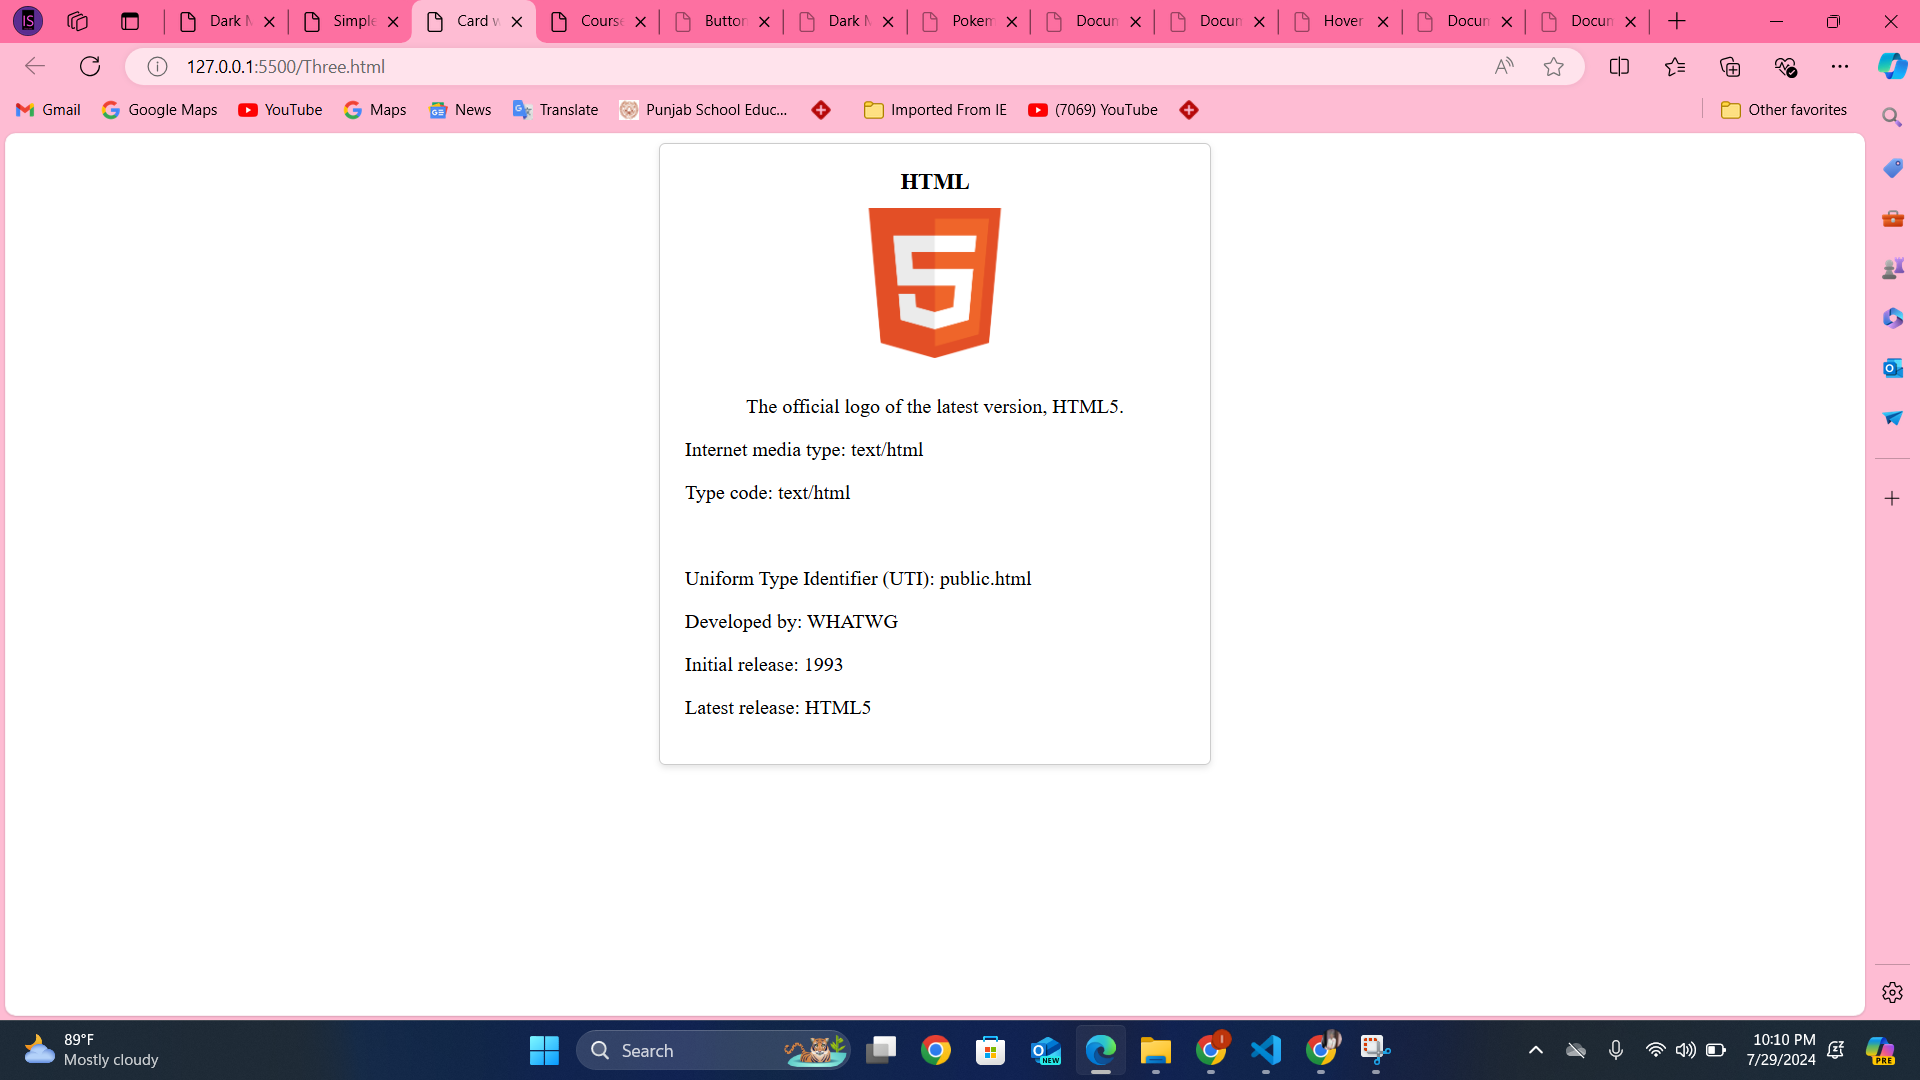 IS
Dark M
Simple
Card w
Course
Button
Dark M
Pokem
Docum
Docum
Hover
Docum
Docum
127.0.0.1:5500/Three.html
Gmail
Google Maps
YouTube
Maps
News
Translate
Punjab School Educ...
Imported From IE
(7069) YouTube
Other favorites
HTML
5
The official logo of the latest version, HTML5.
Internet media type: text/html
Type code: text/html
Uniform Type Identifier (UTI): public.html
Developed by: WHATWG
Initial release: 1993
Latest release: HTML5
89°F
Mostly cloudy
Search
NEW
10:10 PM
7/29/2024
PRE